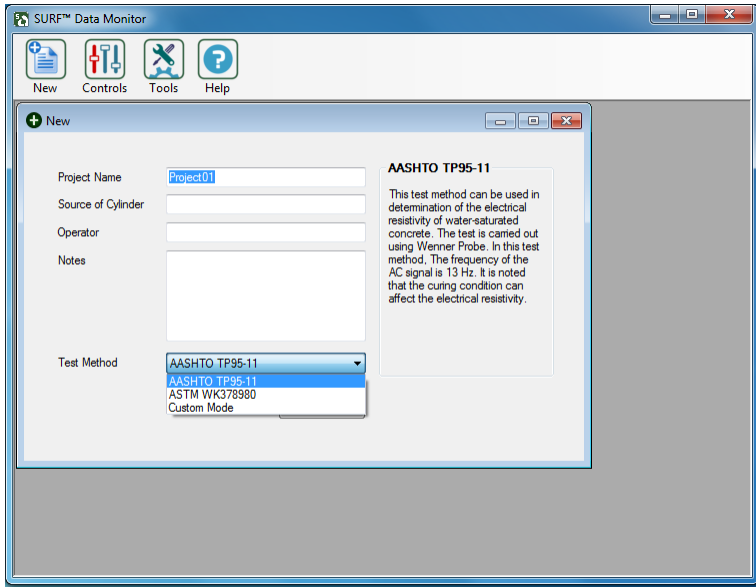 SURF™ Data Monitor
New Controls Tools Help
New
Project Name Project01
Source of Cylinder
Operator
Notes
Test Method AASHTO TP95-11
AASHTO TP95-11
ASTM WK378980
Custom Mode
AASHTO TP95-11
This test method can be used in
determination of the electrical
resistivity of water-saturated
concrete. The test is carried out
using Wenner Probe. In this test
method, The frequency of the
AC signal is 13 Hz. It is noted
that the curing condition can
affect the electrical resistivity.